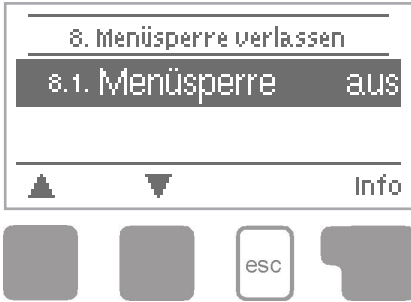 8. Menüsperre verlassen
8.1. Menüsperre aus
Info
esc